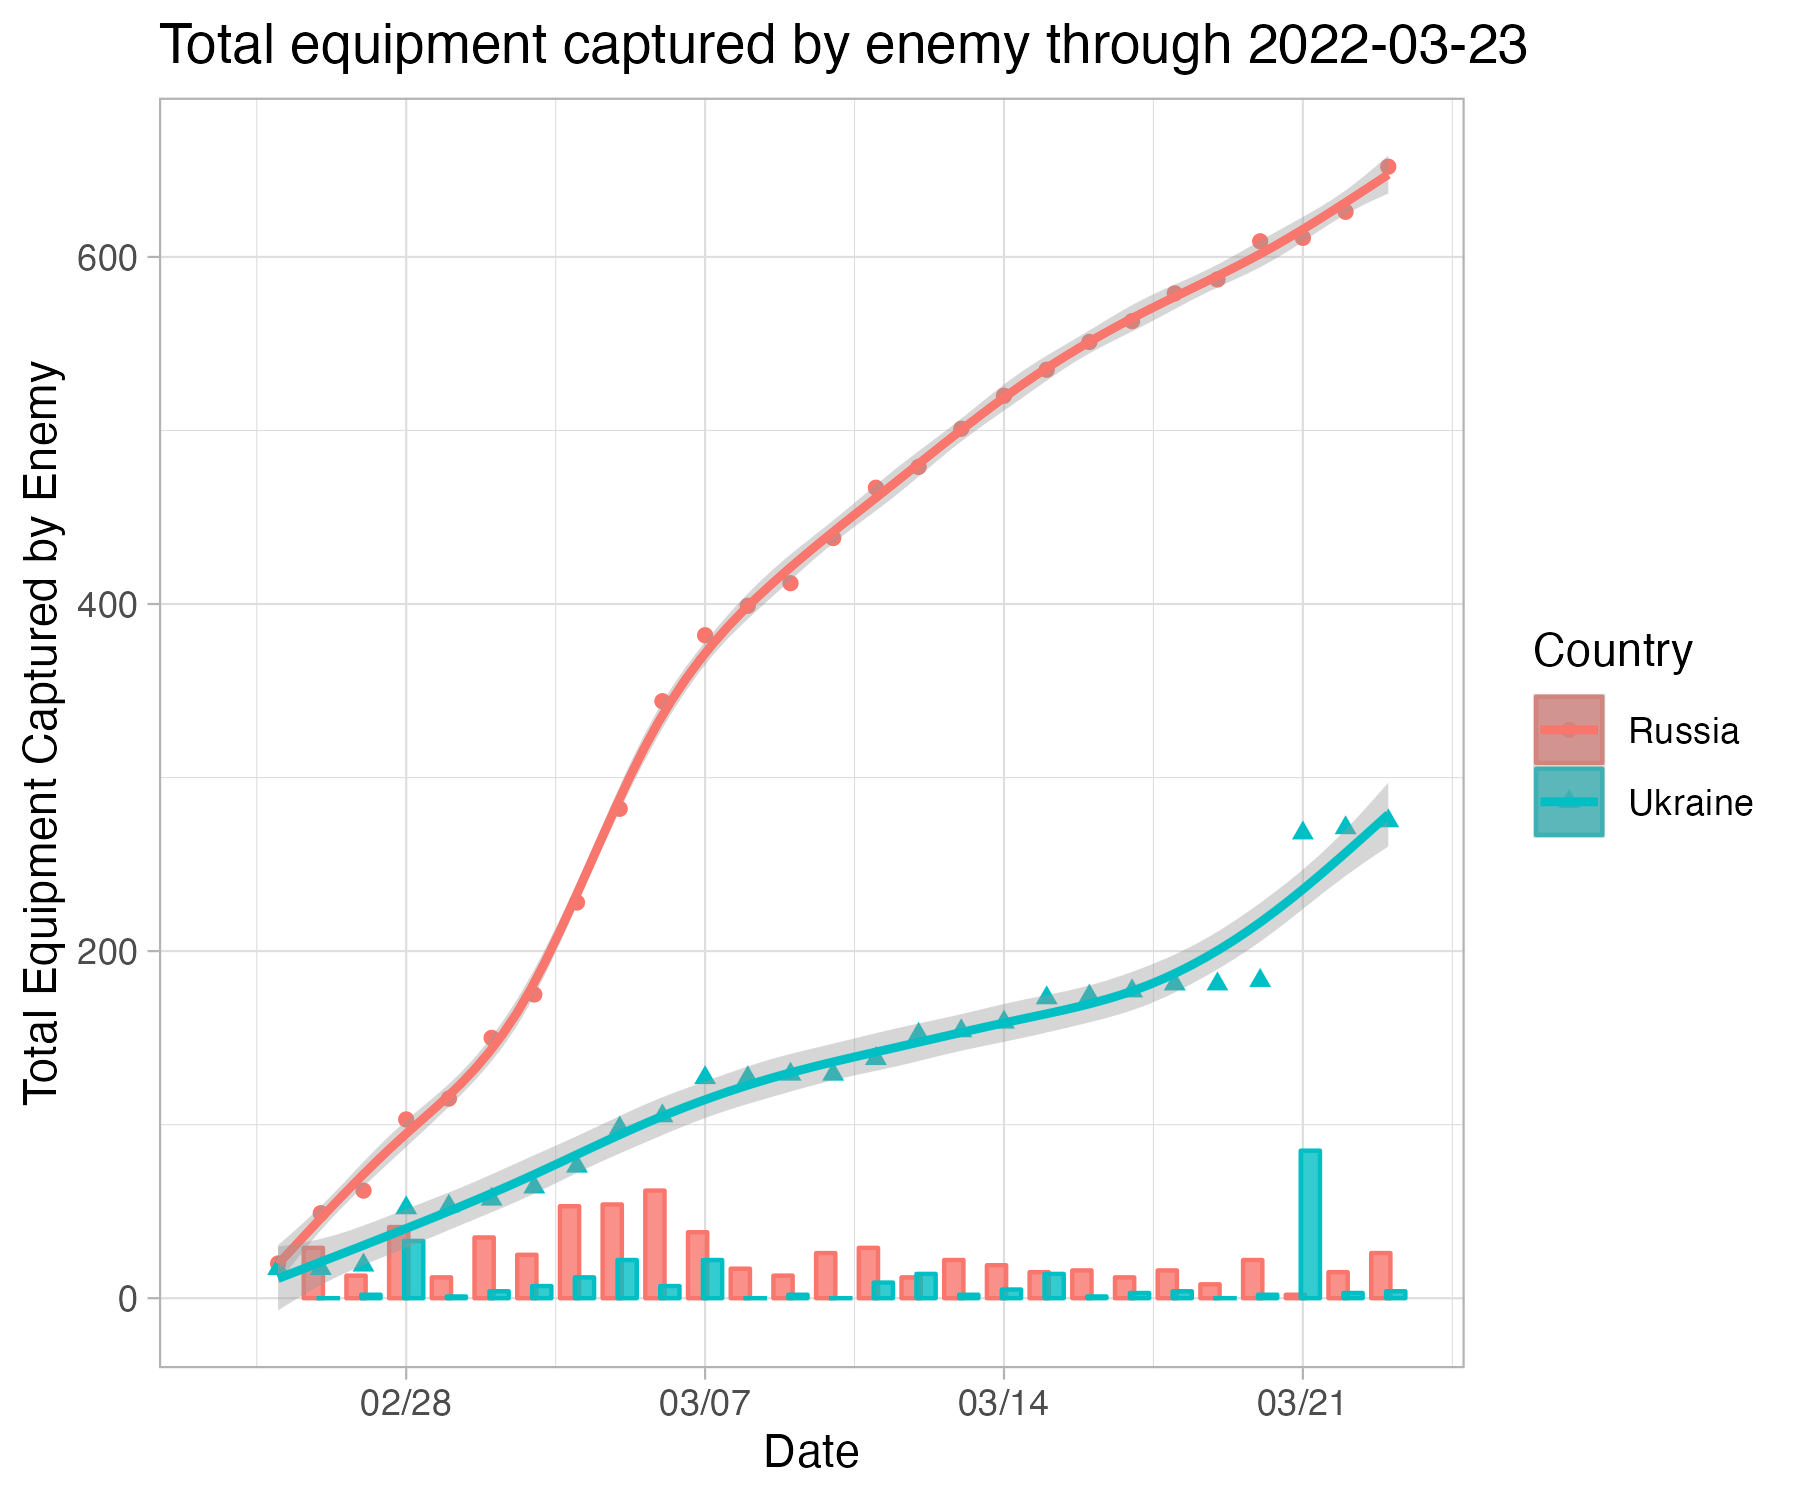 Total equipment captured by enemy through 2022-03-23
Total Equipment Captured by Enemy
600
400
200
0
02/28
03/07
03/14
03/21
Date
Country
Russia
Ukraine